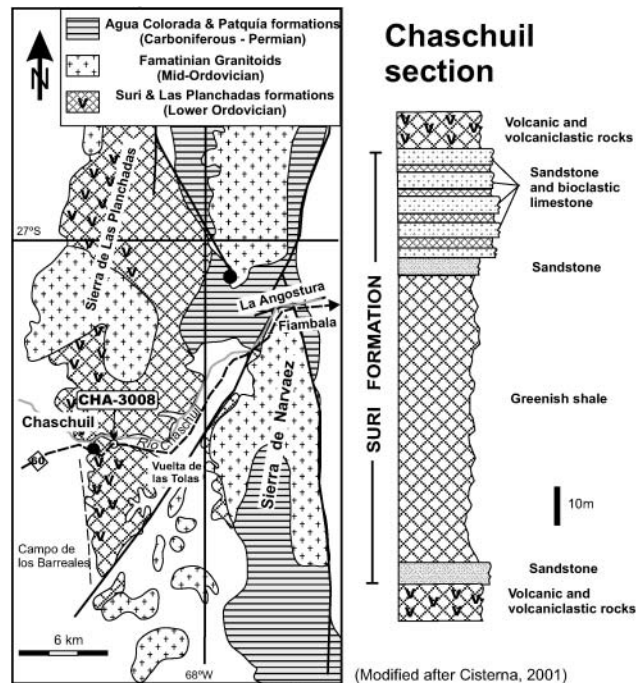 Agua Colorada & Patquía formations
(Carboniferous - Permian)
Famatinian Granitoids
(Mid-Ordovician)
Suri & Las Planchadas formations
(Lower Ordovician)
N
27°S
Sierra de Las Planchadas
La Angostura
Fiambala
CHA-3008
Chaschuil
Río Chaschuil
60
Vuelta de
las Tolas
Sierra de Narvaez
Campo de
los Barreales
6 km
68°W
Chaschuil
section
Volcanic and
volcaniclastic rocks
Sandstone
and bioclastic
limestone
Sandstone
SURI FORMATION
Greenish shale
10m
Sandstone
Volcanic and
volcaniclastic rocks
(Modified after Cisterna, 2001)